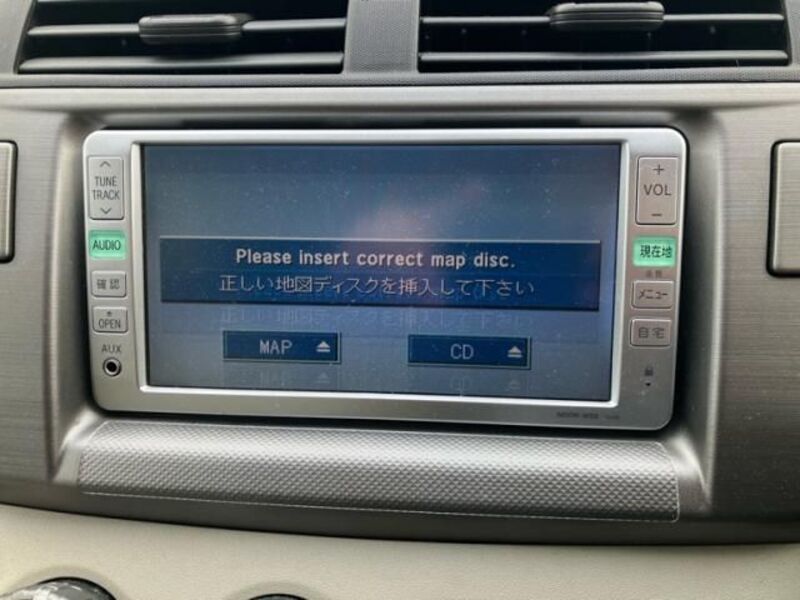 TUNE
TRACK
AUDIO
確認
OPEN
AUX
Please insert correct map disc.
正しい地図ディスクを挿入して下さい
MAP
CD
+
VOL
-
現在地
メニュー
自宅